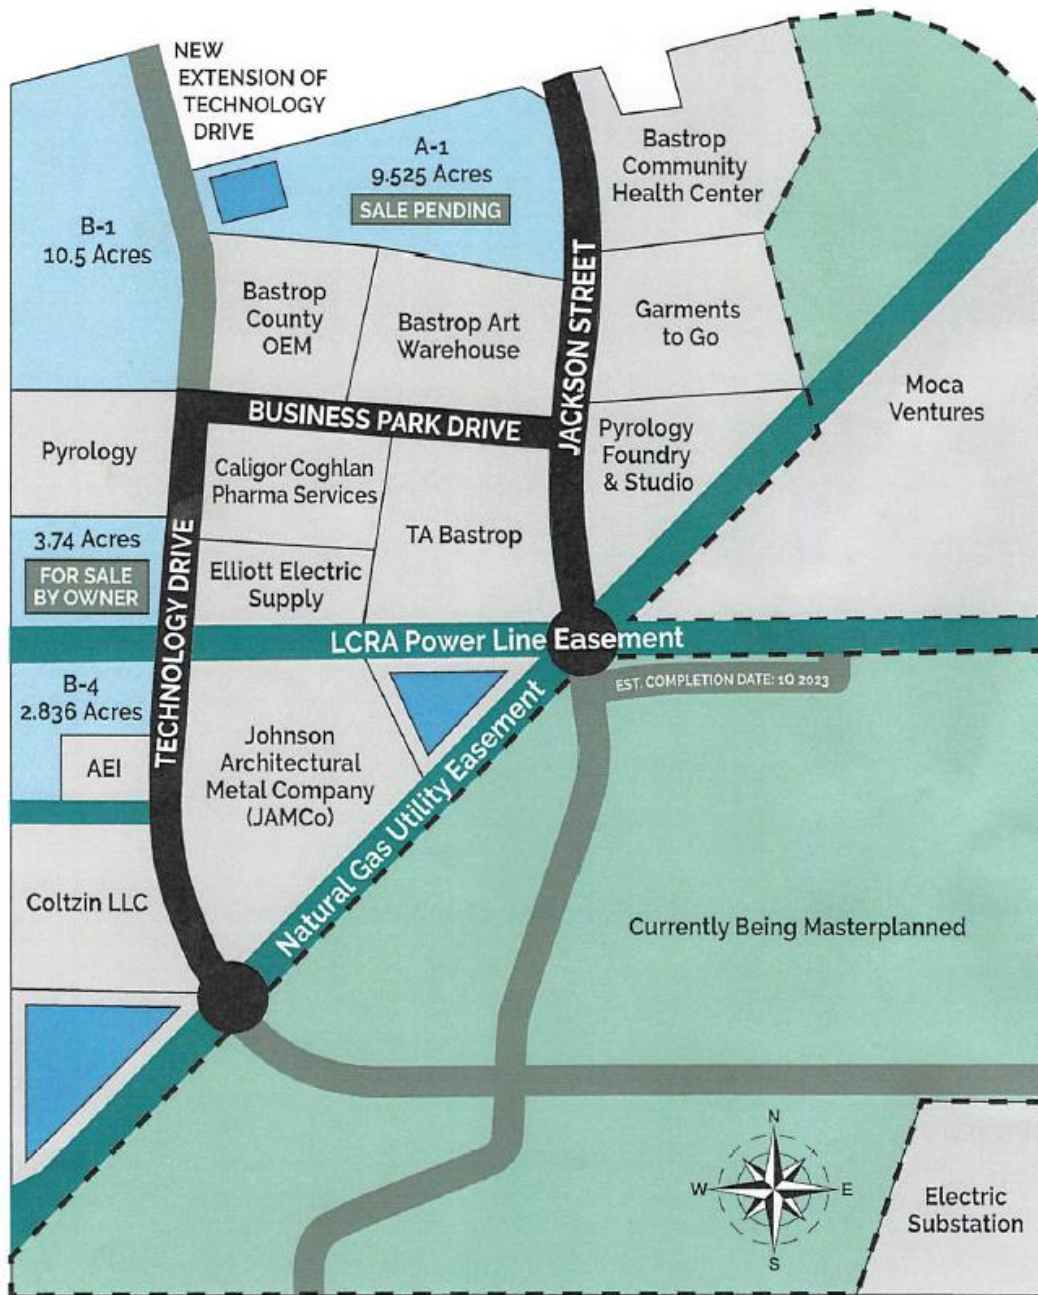 NEW
EXTENSION OF
TECHNOLOGY
DRIVE
A-1
9.525 Acres
SALE PENDING
Bastrop
Community
Health Center
B-1
10.5 Acres
Bastrop
County
OEM
Bastrop Art
Warehouse
JACKSON STREET
Garments
to Go
Moca
Ventures
BUSINESS PARK DRIVE
Pyrology
Caligor Coghlan
Pharma Services
TA Bastrop
Pyrology
Foundry
& Studio
3.74 Acres
FOR SALE
BY OWNER
TECHNOLOGY DRIVE
Elliott Electric
Supply
LCRA Power Line Easement
EST. COMPLETION DATE: 1Q 2023
B-4
2.836 Acres
AEI
Johnson
Architectural
Metal Company
(JAMCo)
Natural Gas Utility Easement
Coltzin LLC
Currently Being Masterplanned
N
W
E
S
Electric
Substation